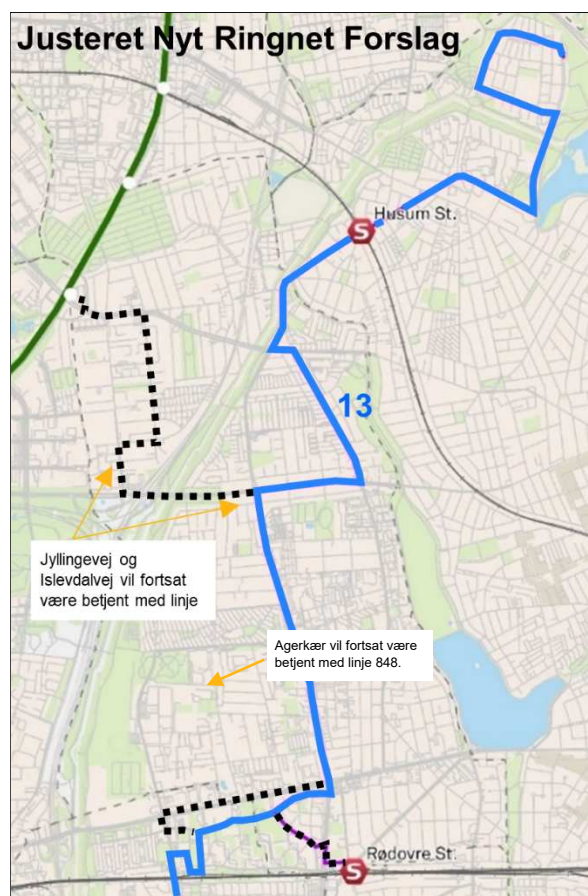 Justeret Nyt Ringnet Forslag
Husum St.
S
13
Jyllingevej og
Islevdalvej vil fortsat
være betjent med linje
Agerkær vil fortsat være
betjent med linje 848.
Rødovre St.
S